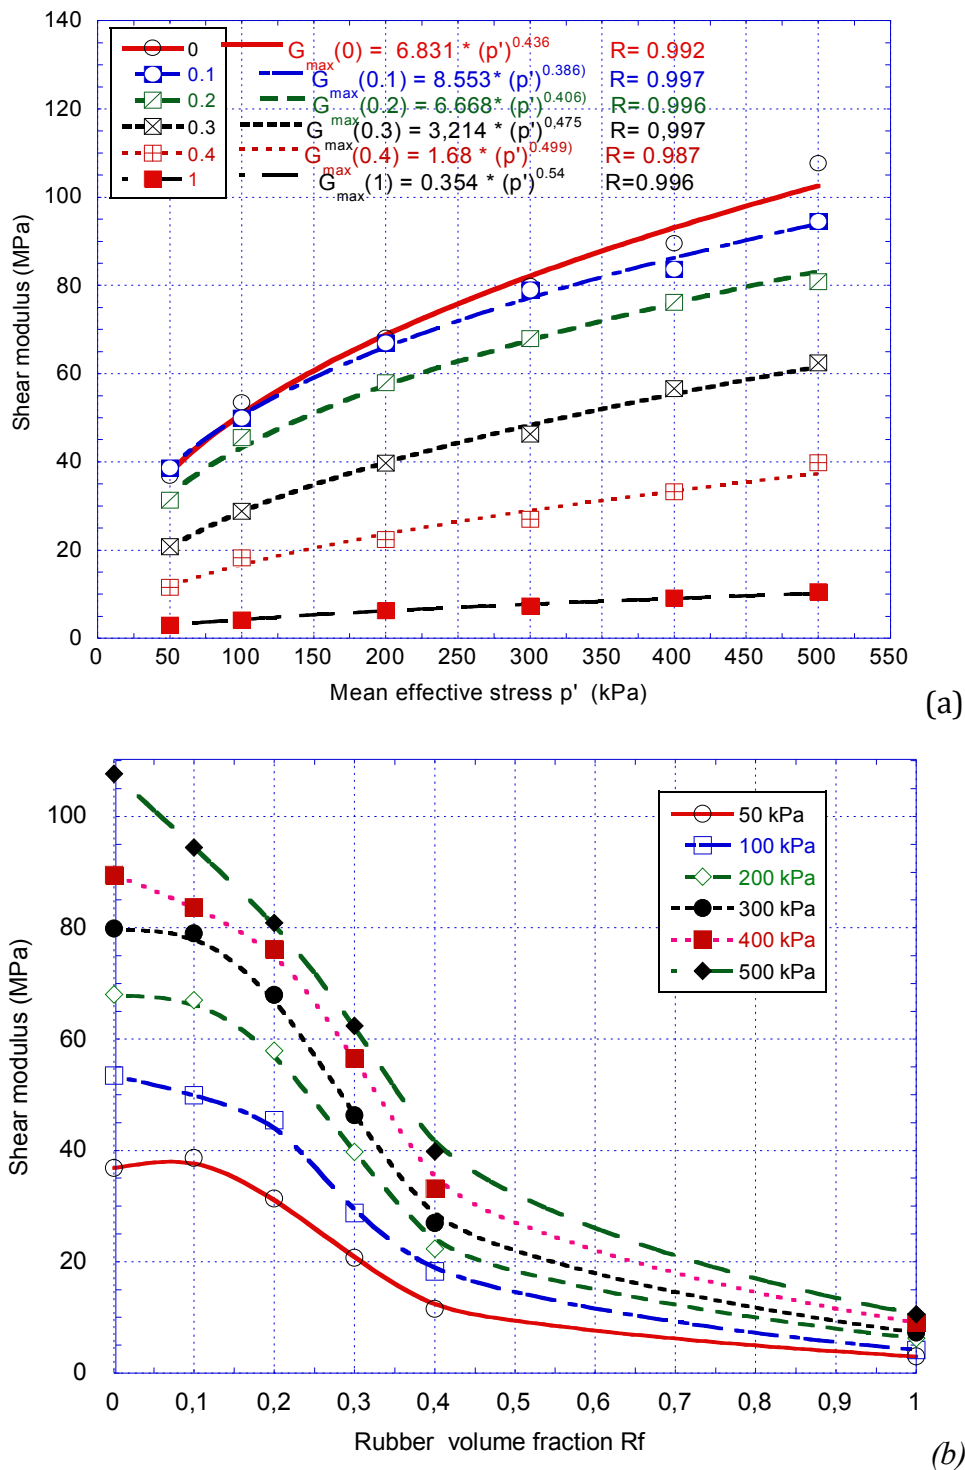 140
120
100
80
60
40
20
0
Shear modulus (MPa)
0 G max (0) = 6.831 * (p')^0.436 R= 0.992
0.1 G max (0.1) = 8.553* (p')^0.386) R= 0.997
0.2 G max (0.2) = 6.668* (p')^0.406) R= 0.996
0.3 G max (0.3) = 3,214 * (p')^0,475 R= 0,997
0.4 G max (0.4) = 1.68 * (p')^0.499) R= 0.987
1 G max (1) = 0.354 * (p')^0.54 R=0.996
0 50 100 150 200 250 300 350 400 450 500 550
Mean effective stress p' (kPa)
(a)
100
80
60
40
20
0
Shear modulus (MPa)
50 kPa
100 kPa
200 kPa
300 kPa
400 kPa
500 kPa
0 0,1 0,2 0,3 0,4 0,5 0,6 0,7 0,8 0,9 1
Rubber volume fraction Rf
(b)